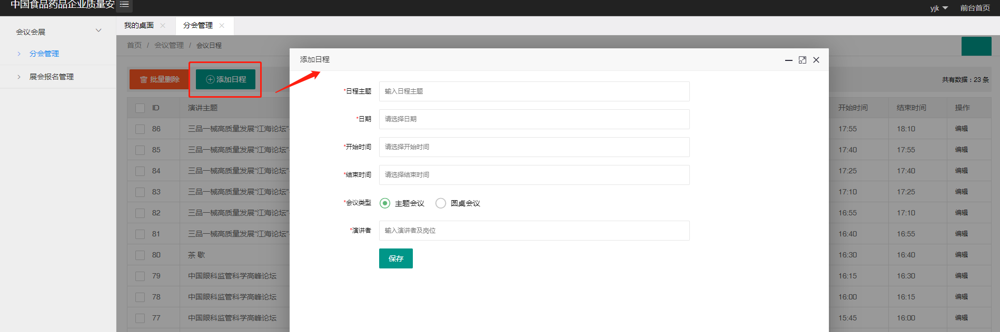 中国食品药品企业质量安
yjk
前台首页
会议会展
分会管理
展会报名管理
我的桌面
分会管理
首页 / 会议管理 / 会议日程
批量删除
添加日程
共有数据：23 条
添加日程
*日程主题 输入日程主题
*日期 请选择日期
*开始时间 请选择开始时间
*结束时间 请选择结束时间
*会议类型 主题会议 圆桌会议
*演讲者 输入演讲者及岗位
保存
ID 演讲主题 开始时间 结束时间 操作
86 三品一械高质量发展“江海论坛” 17:55 18:10 编辑
85 三品一械高质量发展“江海论坛” 17:40 17:55 编辑
84 三品一械高质量发展“江海论坛” 17:25 17:40 编辑
83 三品一械高质量发展“江海论坛” 17:10 17:25 编辑
82 三品一械高质量发展“江海论坛” 16:55 17:10 编辑
81 三品一械高质量发展“江海论坛” 16:40 16:55 编辑
80 茶 歇 16:30 16:40 编辑
79 中国眼科监管科学高峰论坛 16:15 16:30 编辑
78 中国眼科监管科学高峰论坛 16:00 16:15 编辑
77 中国眼科监管科学高峰论坛 15:45 16:00 编辑